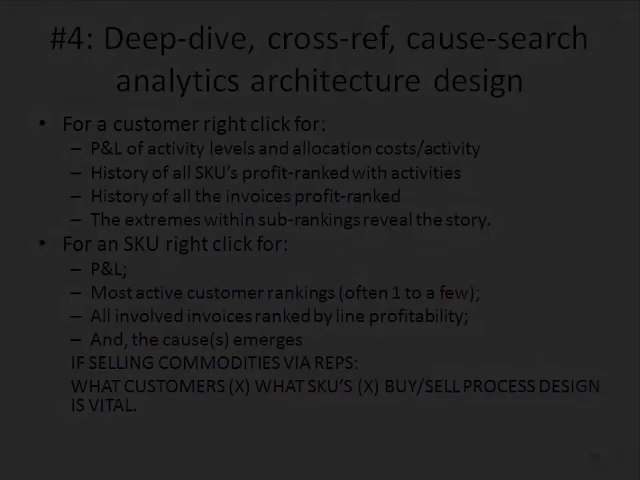 #4: Deep-dive, cross-ref, cause-search
analytics architecture design
• For a customer right click for:
– P&L of activity levels and allocation costs/activity
– History of all SKU's profit-ranked with activities
– History of all the invoices profit-ranked
– The extremes within sub-rankings reveal the story.
• For an SKU right click for:
– P&L;
– Most active customer rankings (often 1 to a few);
– All involved invoices ranked by line profitability;
– And, the cause(s) emerges
IF SELLING COMMODITIES VIA REPS:
WHAT CUSTOMERS (X) WHAT SKU'S (X) BUY/SELL PROCESS DESIGN
IS VITAL.